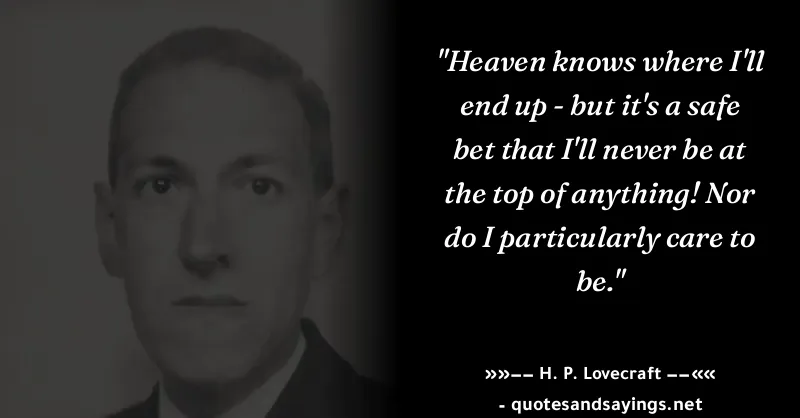 "Heaven knows where I'll
end up - but it's a safe
bet that I'll never be at
the top of anything! Nor
do I particularly care to
be."
»»−− H. P. Lovecraft −−««
- quotesandsayings.net